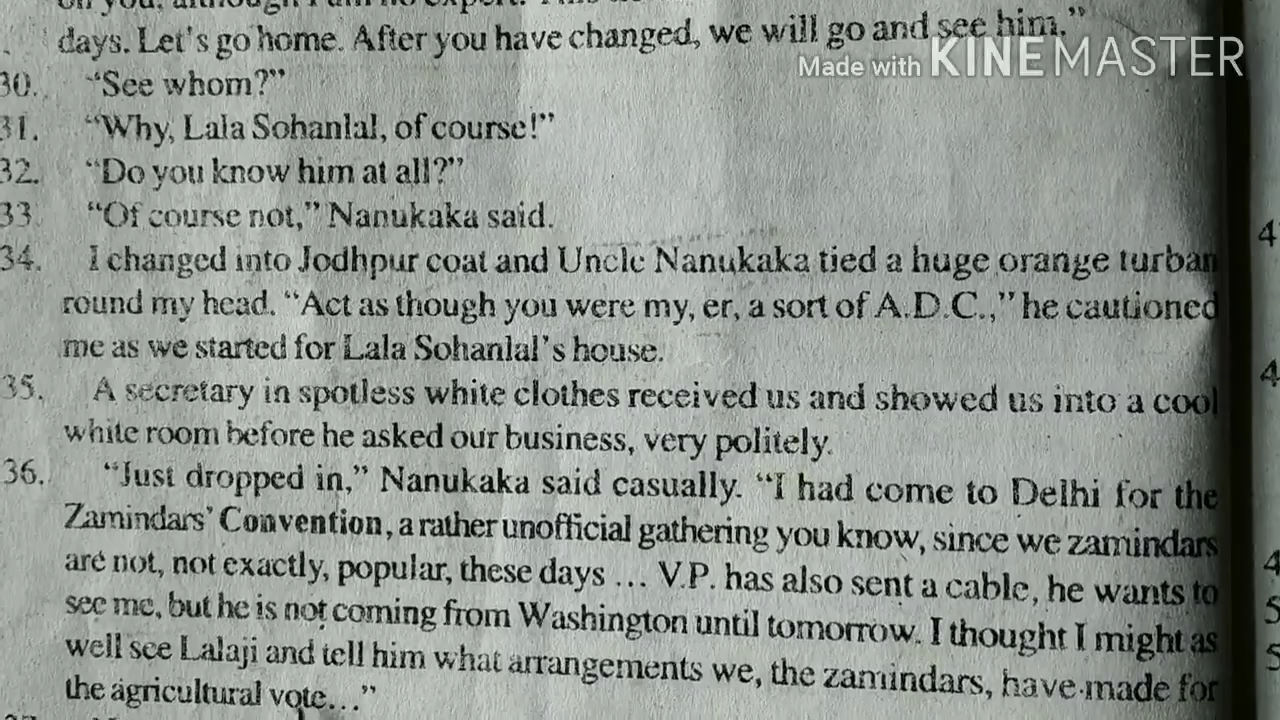 days. Let's go home. After you have changed, we will go and see him."
Made with KINEMASTER
30. "See whom?"
31. "Why, Lala Sohanlal, of course!"
32. "Do you know him at all?"
33 "Of course not," Nanukaka said.
34. I changed into Jodhpur coat and Uncle Nanukaka tied a huge orange turban
round my head. "Act as though you were my, er, a sort of A.D.C.," he cautioned
me as we started for Lala Sohanlal's house.
35. A secretary in spotless white clothes received us and showed us into a cool
white room before he asked our business, very politely.
36. "Just dropped in," Nanukaka said casually. "I had come to Delhi for the
Zamindars' Convention, a rather unofficial gathering you know, since we zamindars
are not, not exactly, popular, these days ... V.P. has also sent a cable, he wants to
see me, but he is not coming from Washington until tomorrow. I thought I might as
well see Lalaji and tell him what arrangements we, the zamindars, have made for
the agricultural vote..."